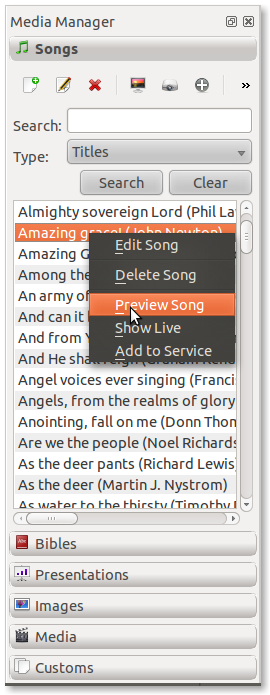 Media Manager
Songs
»
Search:
Type: Titles
Search Clear
Almighty sovereign Lord (Phil La
Amazing grace! (John Newton)
Amazing G
Edit Song
Among the
Delete Song
An army of
And can it
Preview Song
And from
Show Live
And He shall
Add to Service
Angel voices ever singing (Franci
Angels, from the realms of glory
Anointing, fall on me (Donn Thom
Are we the people (Noel Richards
As the deer pants (Richard Lewis)
As the deer (Martin J. Nystrom)
As water to the thirsty (Timothy
Bibles
Presentations
Images
Media
Customs